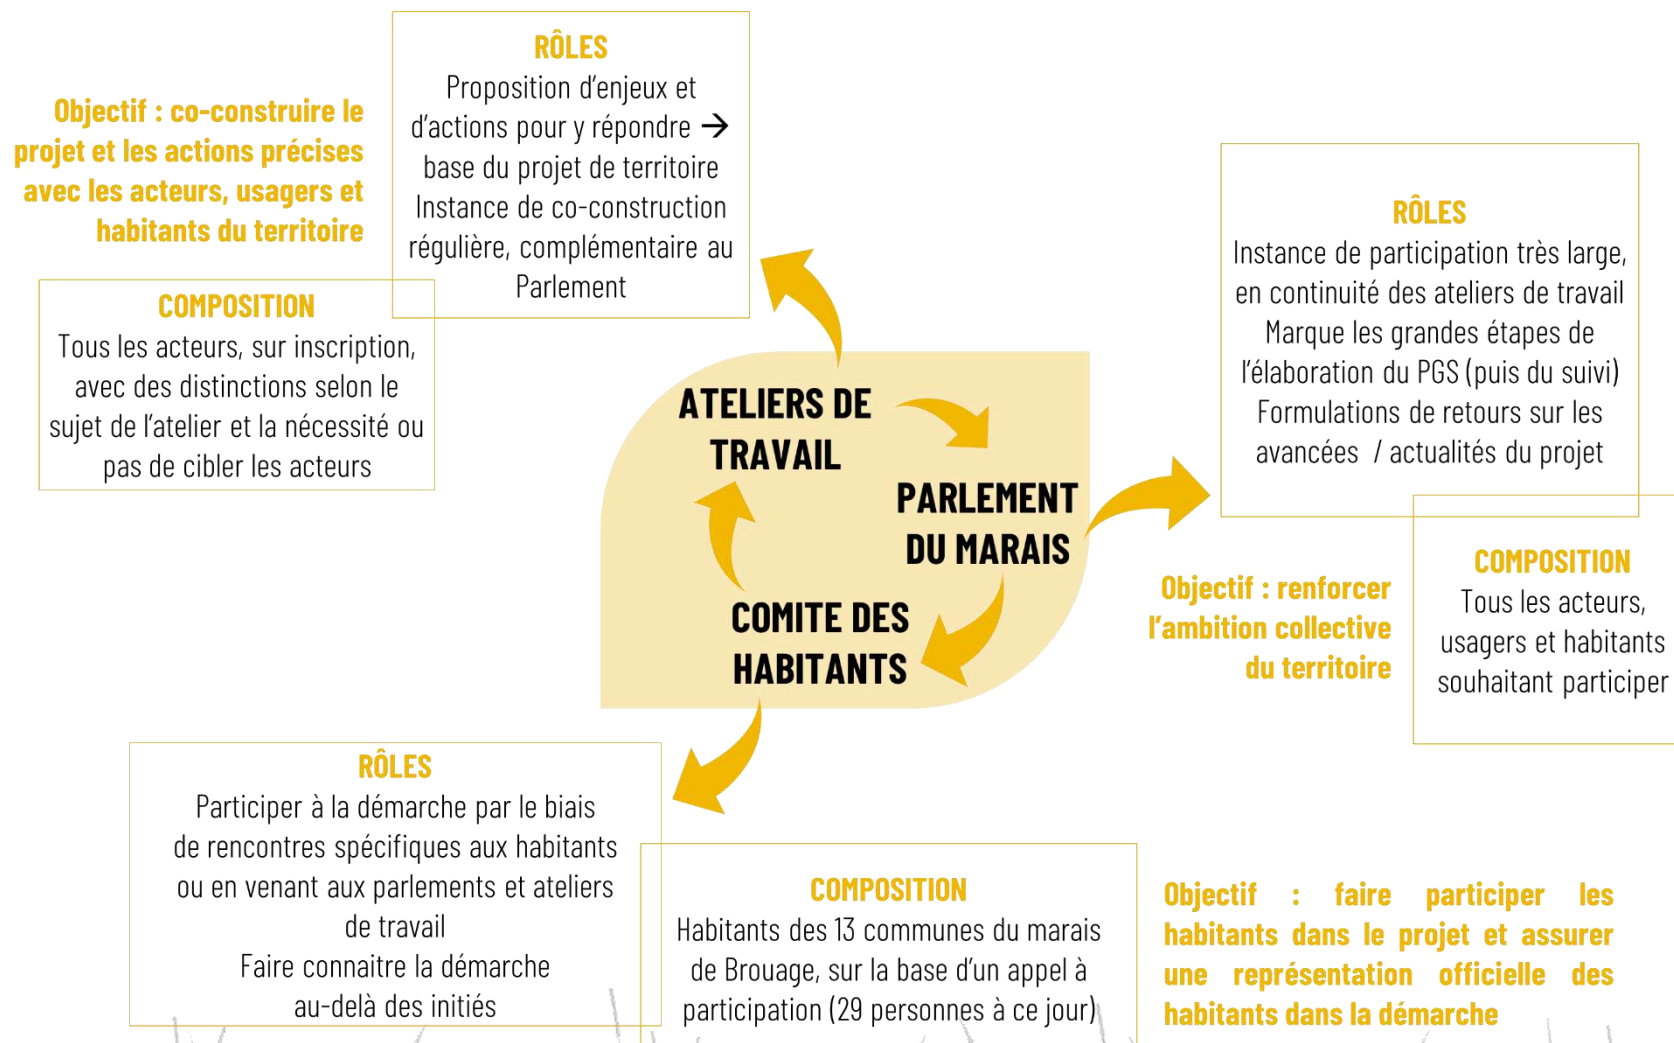 Objectif : co-construire le
projet et les actions précises
avec les acteurs, usagers et
habitants du territoire
RÔLES
Proposition d'enjeux et
d'actions pour y répondre →
base du projet de territoire
Instance de co-construction
régulière, complémentaire au
Parlement
COMPOSITION
Tous les acteurs, sur inscription,
avec des distinctions selon le
sujet de l'atelier et la nécessité ou
pas de cibler les acteurs
ATELIERS DE
TRAVAIL
PARLEMENT
DU MARAIS
COMITE DES
HABITANTS
RÔLES
Instance de participation très large,
en continuité des ateliers de travail
Marque les grandes étapes de
l'élaboration du PGS (puis du suivi)
Formulations de retours sur les
avancées / actualités du projet
Objectif : renforcer
l'ambition collective
du territoire
COMPOSITION
Tous les acteurs,
usagers et habitants
souhaitant participer
RÔLES
Participer à la démarche par le biais
de rencontres spécifiques aux habitants
ou en venant aux parlements et ateliers
de travail
Faire connaitre la démarche
au-delà des initiés
COMPOSITION
Habitants des 13 communes du marais
de Brouage, sur la base d'un appel à
participation (29 personnes à ce jour)
Objectif : faire participer les
habitants dans le projet et assurer
une représentation officielle des
habitants dans la démarche